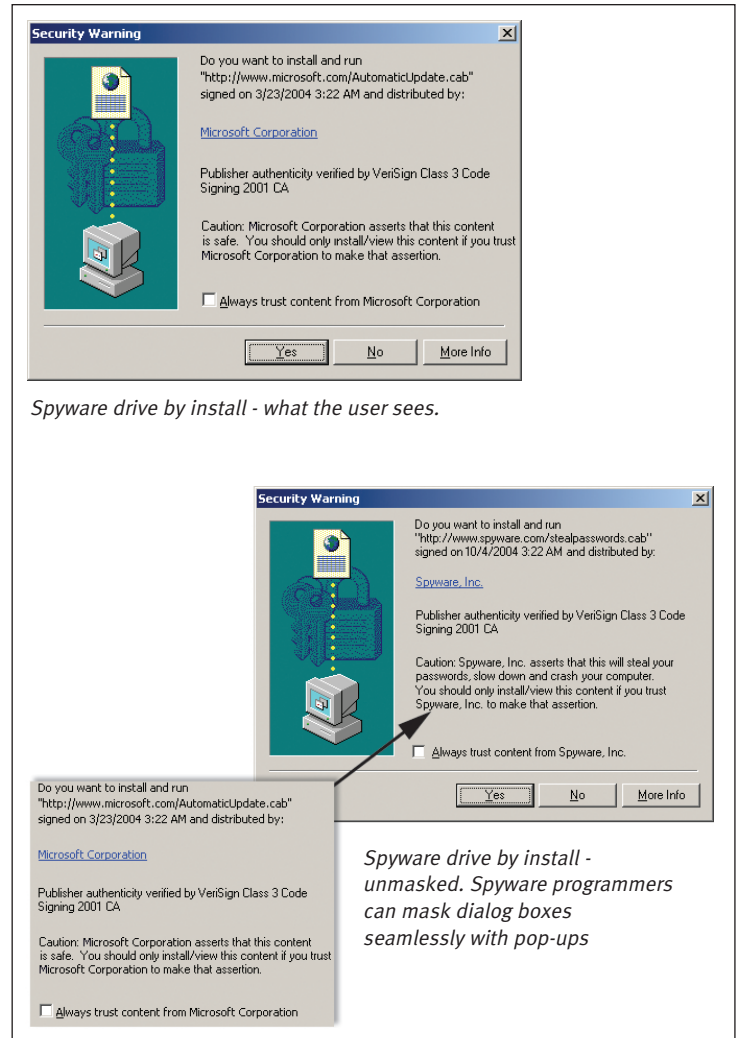 Security Warning
Do you want to install and run
"http://www.microsoft.com/AutomaticUpdate.cab"
signed on 3/23/2004 3:22 AM and distributed by:
Microsoft Corporation
Publisher authenticity verified by VeriSign Class 3 Code
Signing 2001 CA
Caution: Microsoft Corporation asserts that this content
is safe.  You should only install/view this content if you trust
Microsoft Corporation to make that assertion.
Always trust content from Microsoft Corporation
Yes No More Info
Spyware drive by install - what the user sees.
Security Warning
Do you want to install and run
"http://www.spyware.com/stealpasswords.cab"
signed on 10/4/2004 3:22 AM and distributed by:
Spyware, Inc.
Publisher authenticity verified by VeriSign Class 3 Code
Signing 2001 CA
Caution: Spyware, Inc. asserts that this will steal your
passwords, slow down and crash your computer.
You should only install/view this content if you trust
Spyware, Inc. to make that assertion.
Always trust content from Spyware, Inc.
Yes No More Info
Do you want to install and run
"http://www.microsoft.com/AutomaticUpdate.cab"
signed on 3/23/2004 3:22 AM and distributed by:
Microsoft Corporation
Publisher authenticity verified by VeriSign Class 3 Code
Signing 2001 CA
Caution: Microsoft Corporation asserts that this content
is safe.  You should only install/view this content if you trust
Microsoft Corporation to make that assertion.
Always trust content from Microsoft Corporation
Spyware drive by install -
unmasked. Spyware programmers
can mask dialog boxes
seamlessly with pop-ups